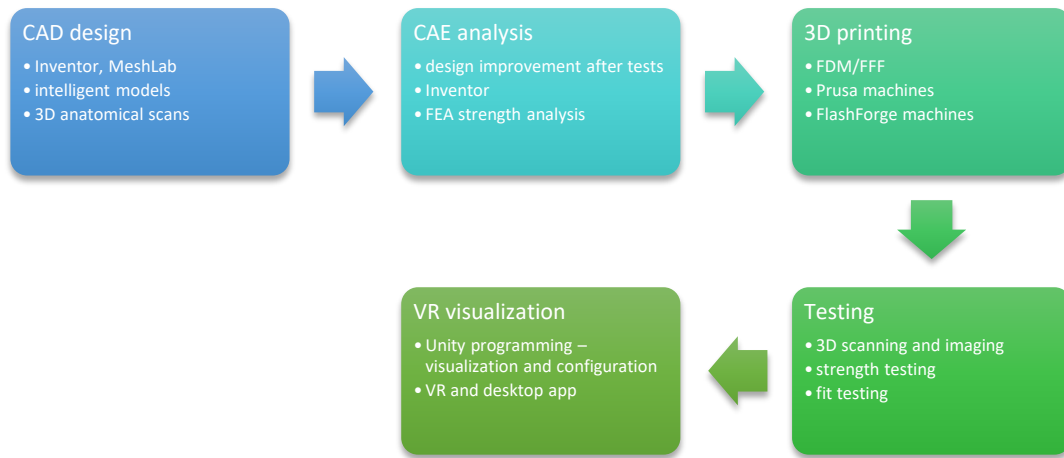 CAD design
• Inventor, MeshLab
• intelligent models
• 3D anatomical scans
CAE analysis
• design improvement after tests
• Inventor
• FEA strength analysis
3D printing
• FDM/FFF
• Prusa machines
• FlashForge machines
Testing
• 3D scanning and imaging
• strength testing
• fit testing
VR visualization
• Unity programming –
visualization and configuration
• VR and desktop app